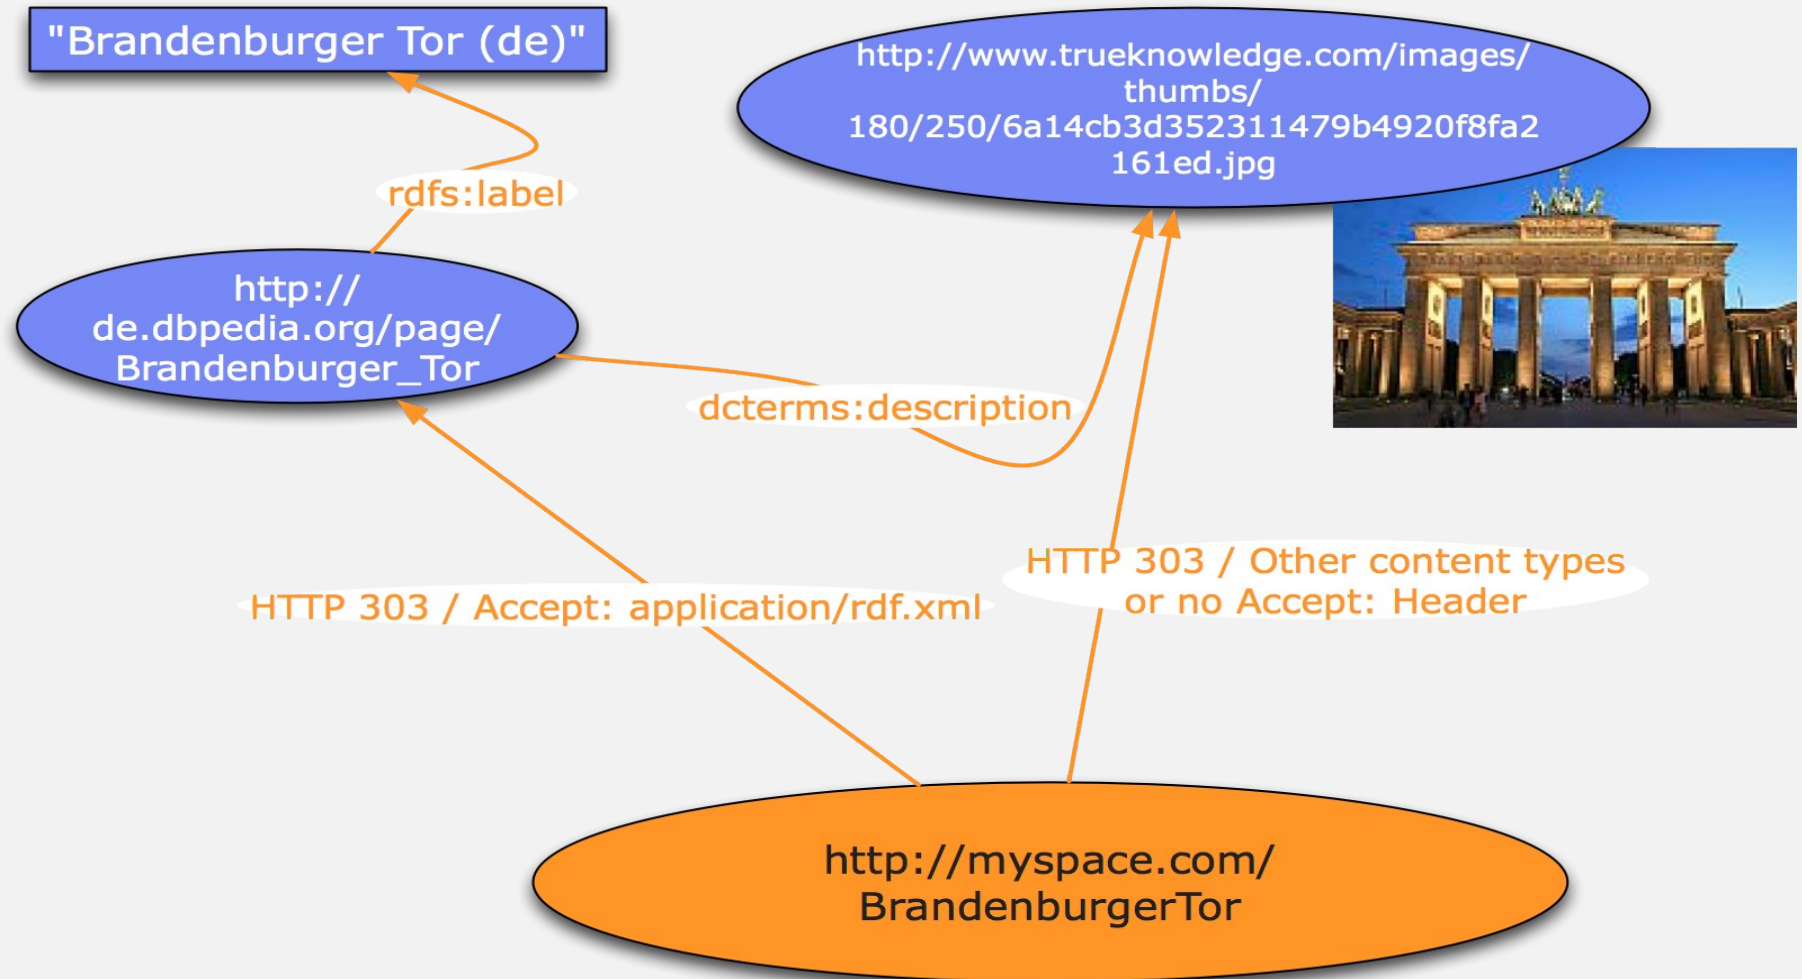 "Brandenburger Tor (de)"
http://www.trueknowledge.com/images/
thumbs/
180/250/6a14cb3d352311479b4920f8fa2
161ed.jpg
rdfs:label
http://
de.dbpedia.org/page/
Brandenburger_Tor
dcterms:description
HTTP 303 / Other content types
or no Accept: Header
HTTP 303 / Accept: application/rdf.xml
http://myspace.com/
BrandenburgerTor